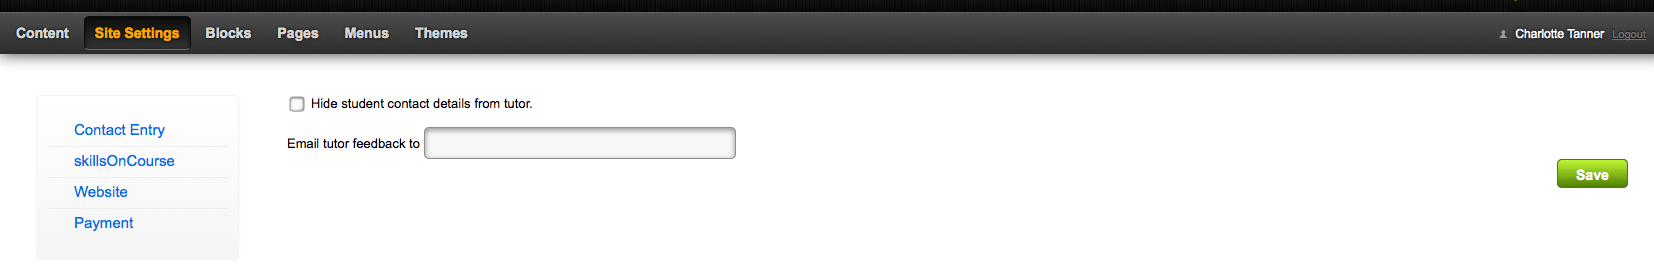 Content Site Settings Blocks Pages Menus Themes Charlotte Tanner Logout
Contact Entry
skillsOnCourse
Website
Payment
Hide student contact details from tutor.
Email tutor feedback to
Save